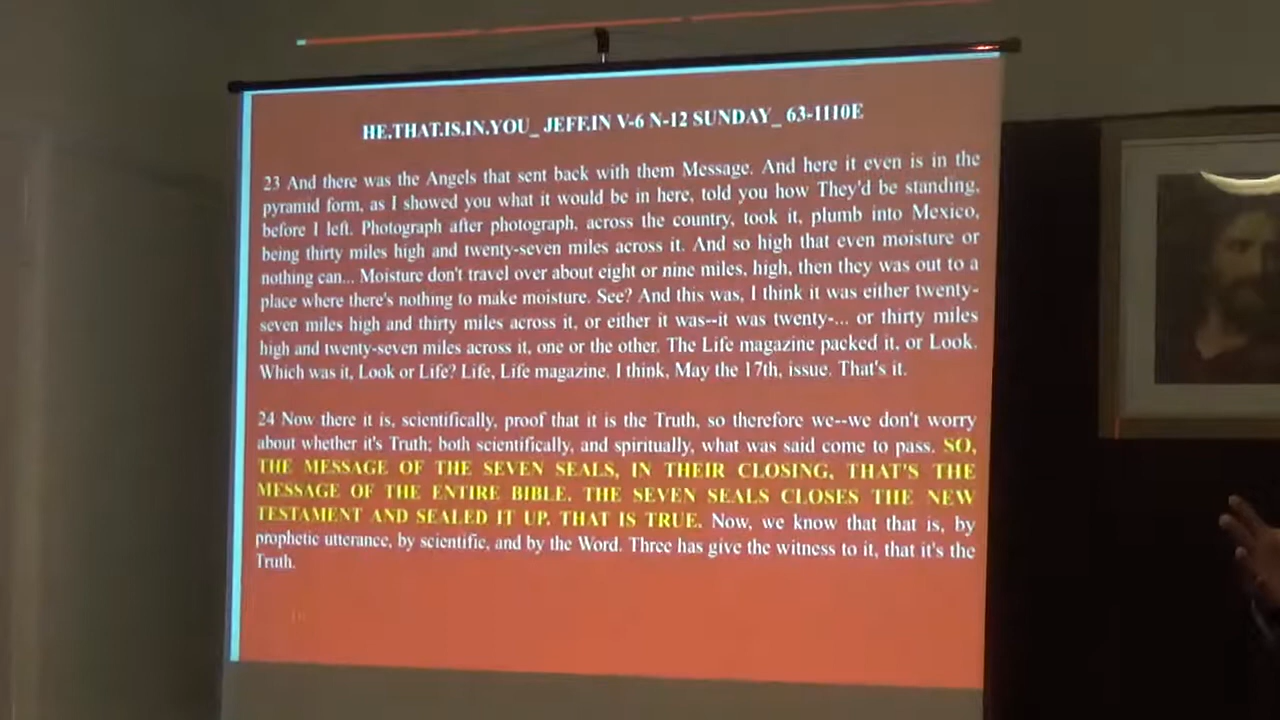 HE.THAT.IS.IN.YOU_ JEFF.IN V-6 N-12 SUNDAY_ 63-1110E
23 And there was the Angels that sent back with them Message. And here it even is in the
pyramid form, as I showed you what it would be in here, told you how They'd be standing,
before I left. Photograph after photograph, across the country, took it, plumb into Mexico,
being thirty miles high and twenty-seven miles across it. And so high that even moisture or
nothing can... Moisture don't travel over about eight or nine miles, high, then they was out to a
place where there's nothing to make moisture. See? And this was, I think it was either twenty-
seven miles high and thirty miles across it, or either it was--it was twenty-... or thirty miles
high and twenty-seven miles across it, one or the other. The Life magazine packed it, or Look.
Which was it, Look or Life? Life, Life magazine. I think, May the 17th, issue. That's it.
24 Now there it is, scientifically, proof that it is the Truth, so therefore we--we don't worry
about whether it's Truth; both scientifically, and spiritually, what was said come to pass. SO,
THE MESSAGE OF THE SEVEN SEALS, IN THEIR CLOSING, THAT'S THE
MESSAGE OF THE ENTIRE BIBLE. THE SEVEN SEALS CLOSES THE NEW
TESTAMENT AND SEALED IT UP. THAT IS TRUE. Now, we know that that is, by
prophetic utterance, by scientific, and by the Word. Three has give the witness to it, that it's the
Truth.